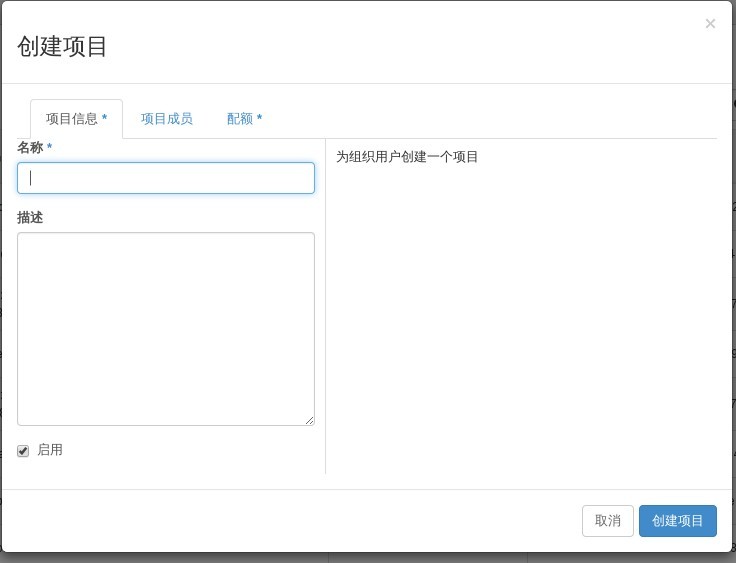 ×
创建项目
项目信息 * 项目成员 配额 *
名称 *
为组织用户创建一个项目
描述
启用
取消 创建项目